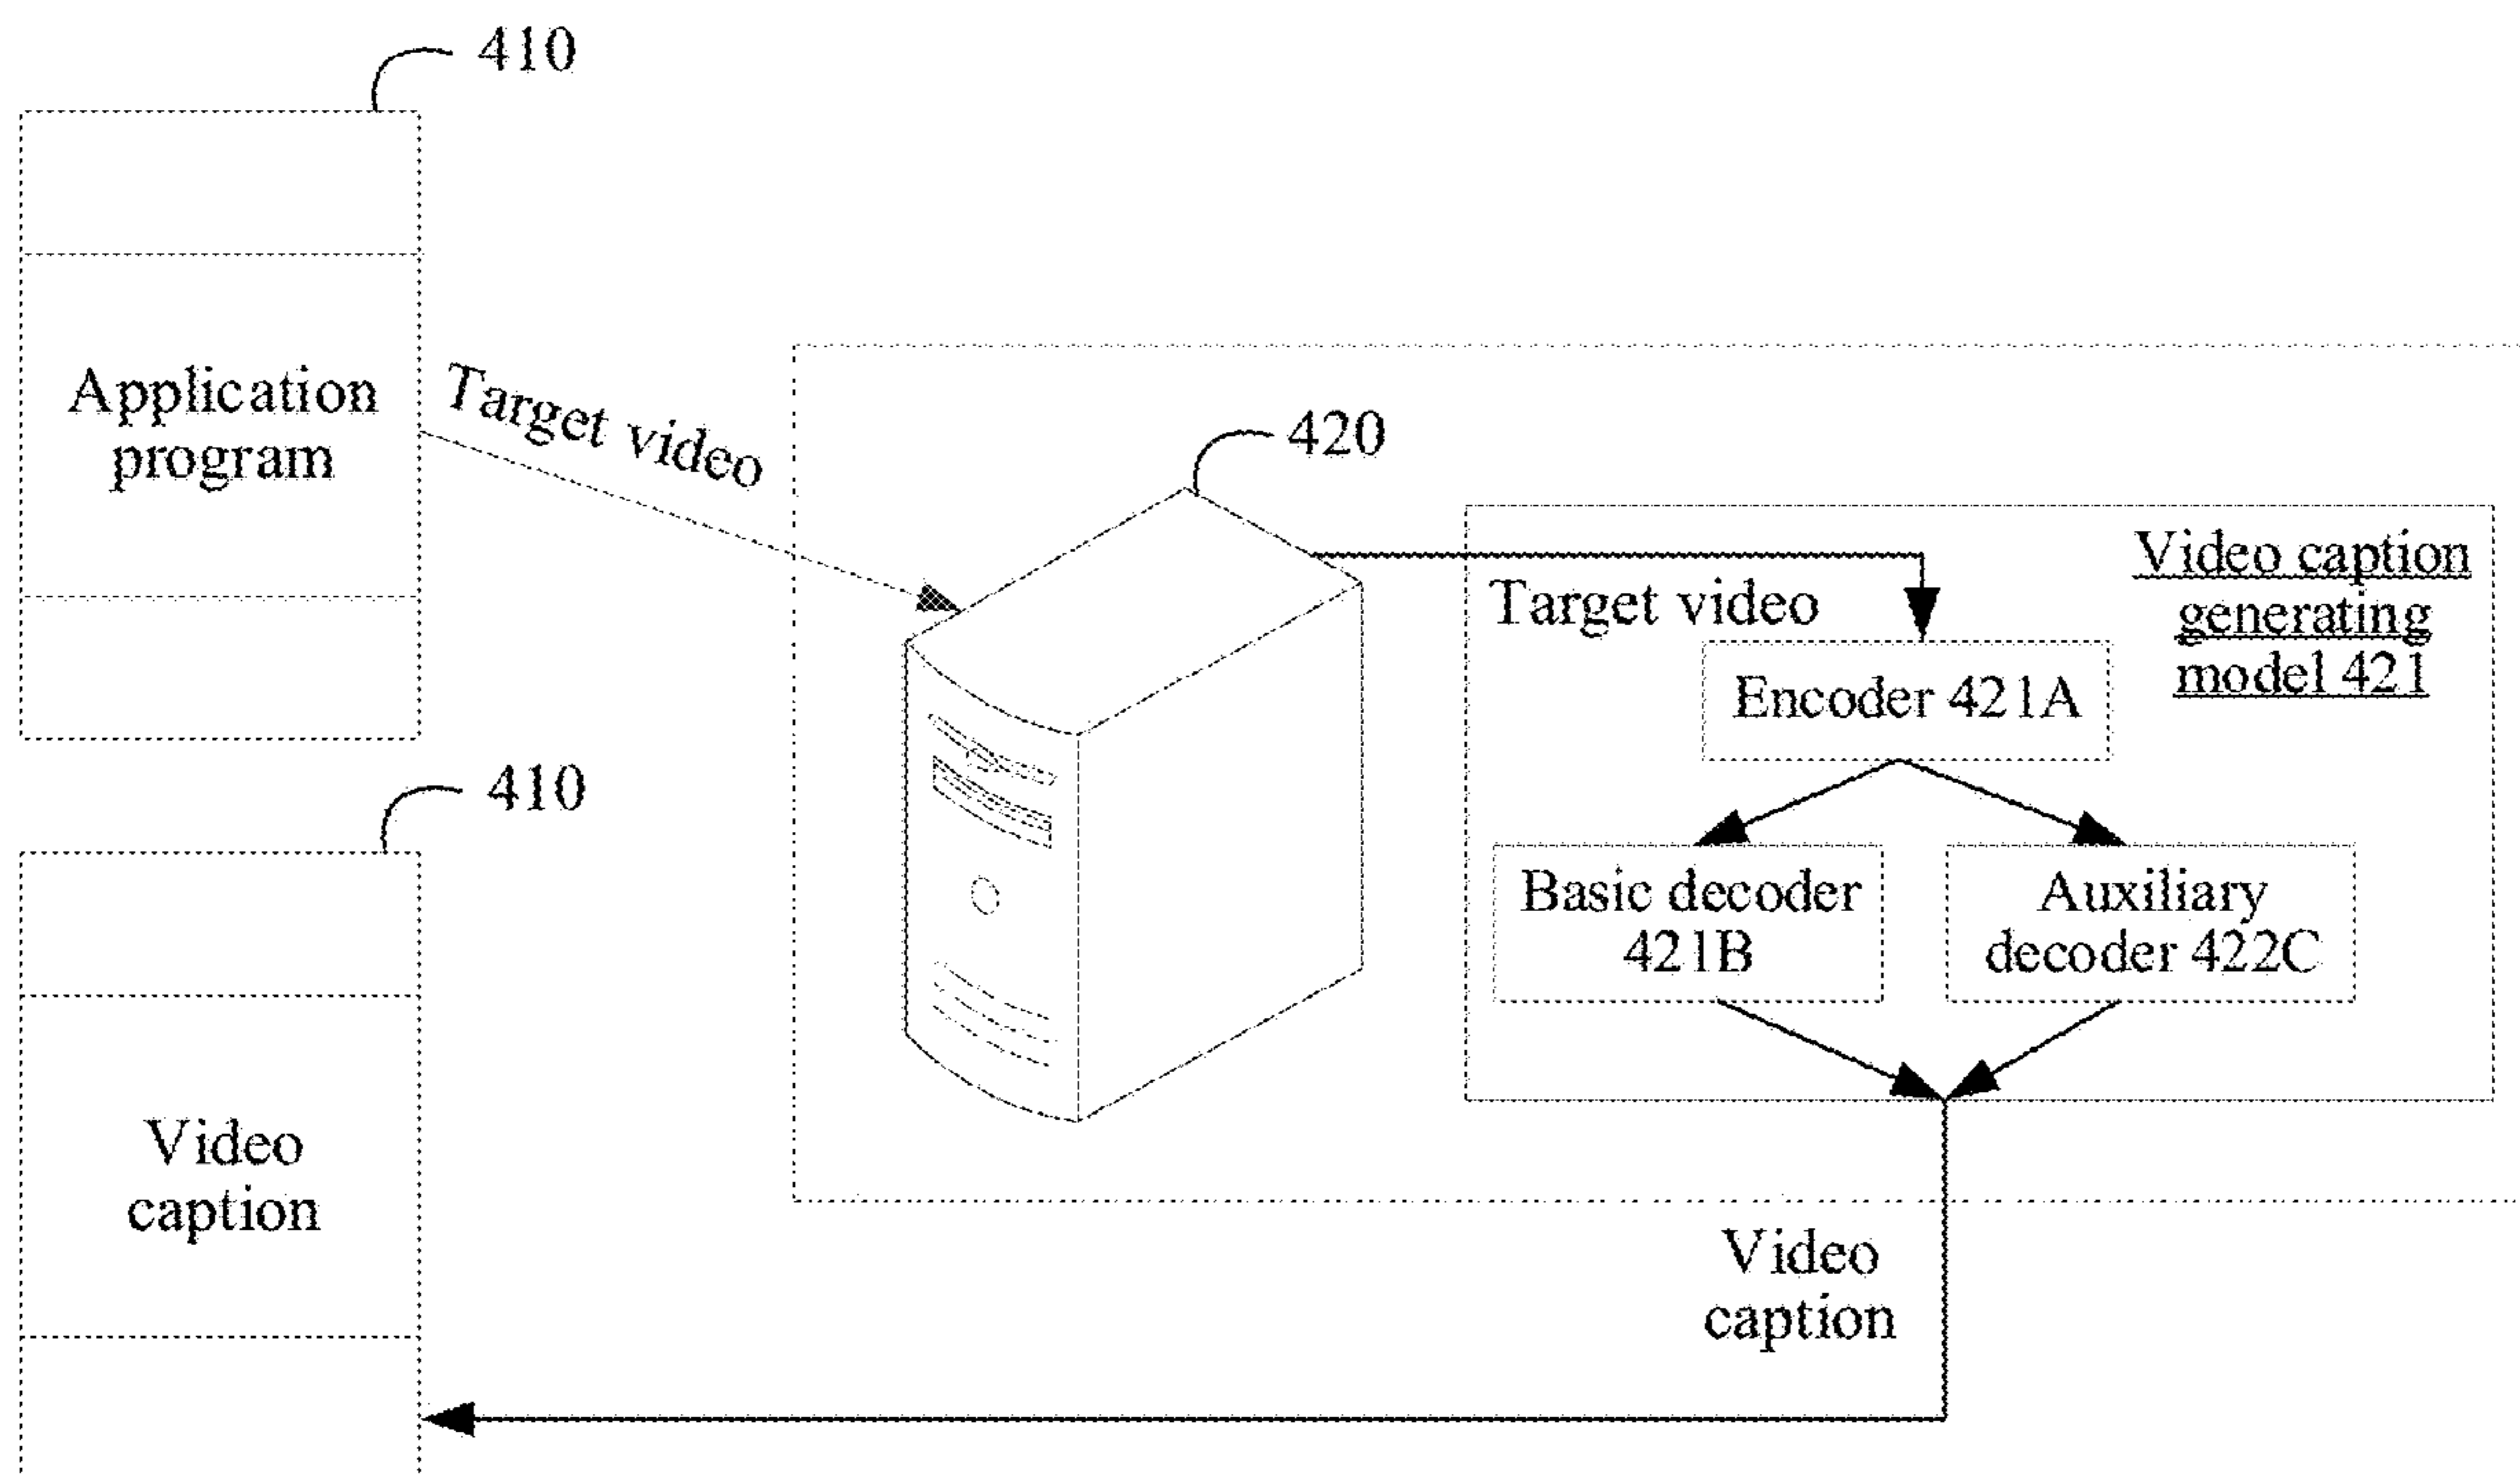 410
Application
program
Target video
420
Target video
Video caption
generating
model 421
Encoder 421A
Basic decoder
421B
Auxiliary
decoder 422C
410
Video
caption
Video
caption